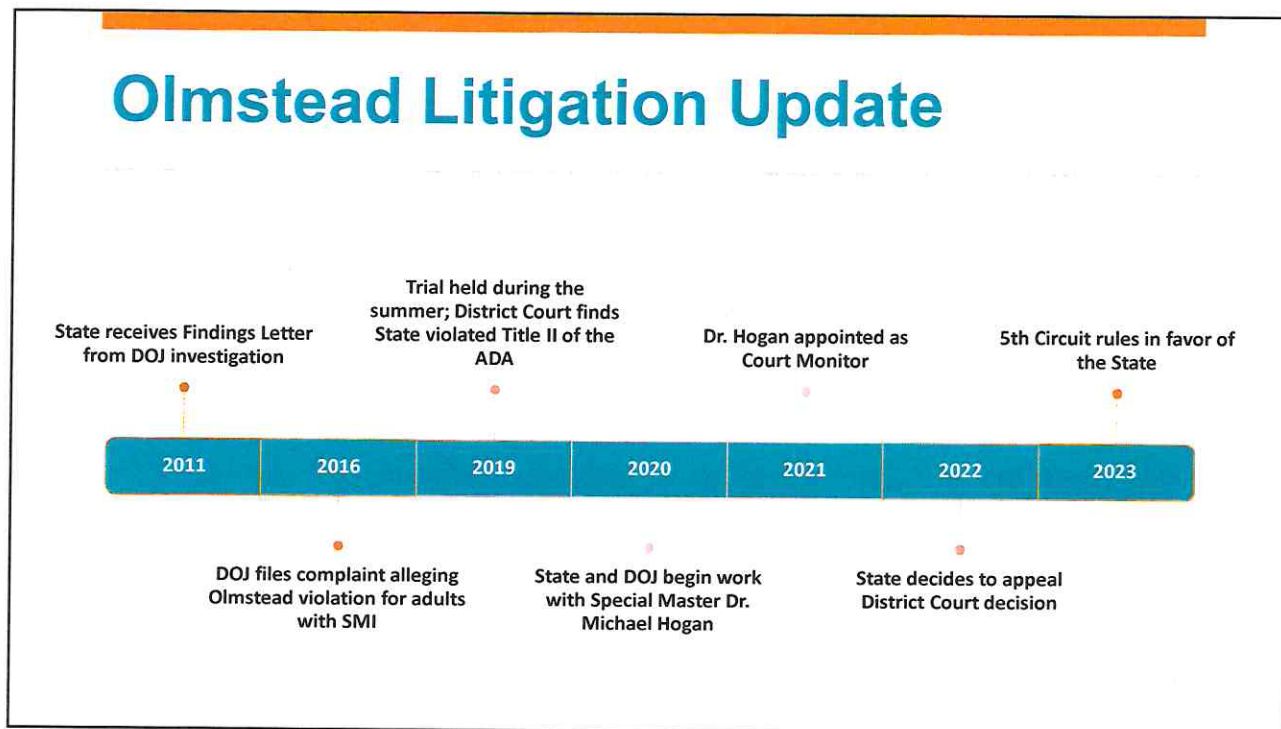 Olmstead Litigation Update
State receives Findings Letter
from DOJ investigation
Trial held during the
summer; District Court finds
State violated Title II of the
ADA
Dr. Hogan appointed as
Court Monitor
5th Circuit rules in favor of
the State
2011
2016
2019
2020
2021
2022
2023
DOJ files complaint alleging
Olmstead violation for adults
with SMI
State and DOJ begin work
with Special Master Dr.
Michael Hogan
State decides to appeal
District Court decision